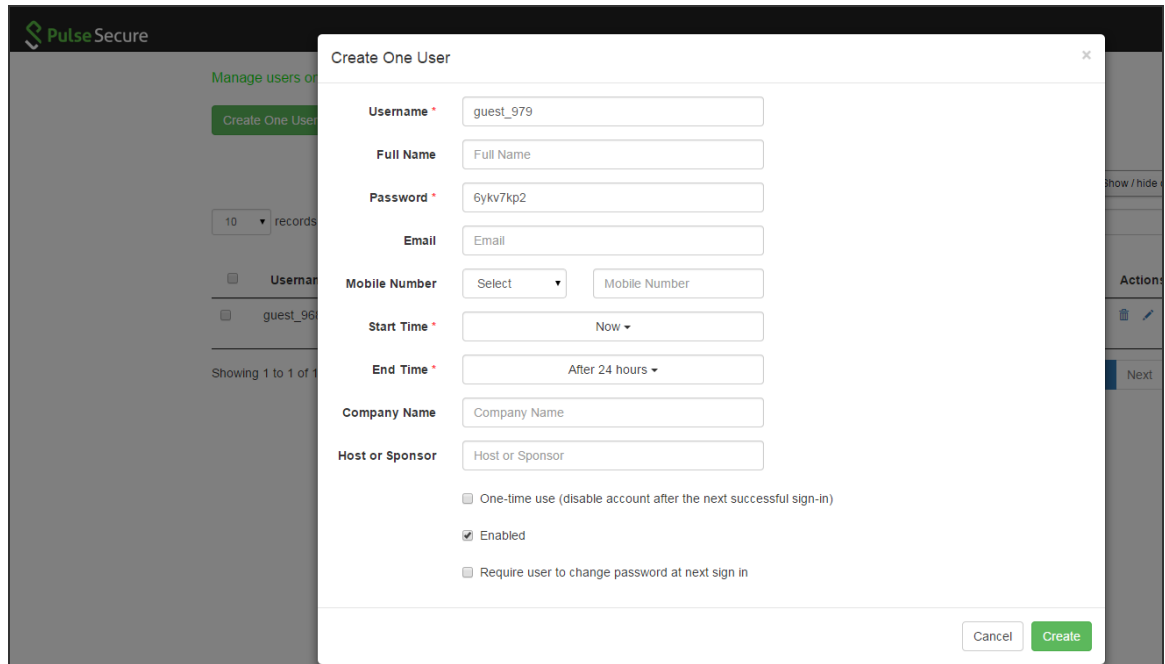 Pulse Secure
Create One User
×
Manage users or
Create One User
Username *
guest_979
Full Name
Full Name
Password *
6ykv7kp2
Show / hide
10 records
Email
Email
Username
Mobile Number
Select
Mobile Number
Actions
guest_968
Start Time *
Now
Showing 1 to 1 of 1
End Time *
After 24 hours
Next
Company Name
Company Name
Host or Sponsor
Host or Sponsor
One-time use (disable account after the next successful sign-in)
Enabled
Require user to change password at next sign in
Cancel
Create